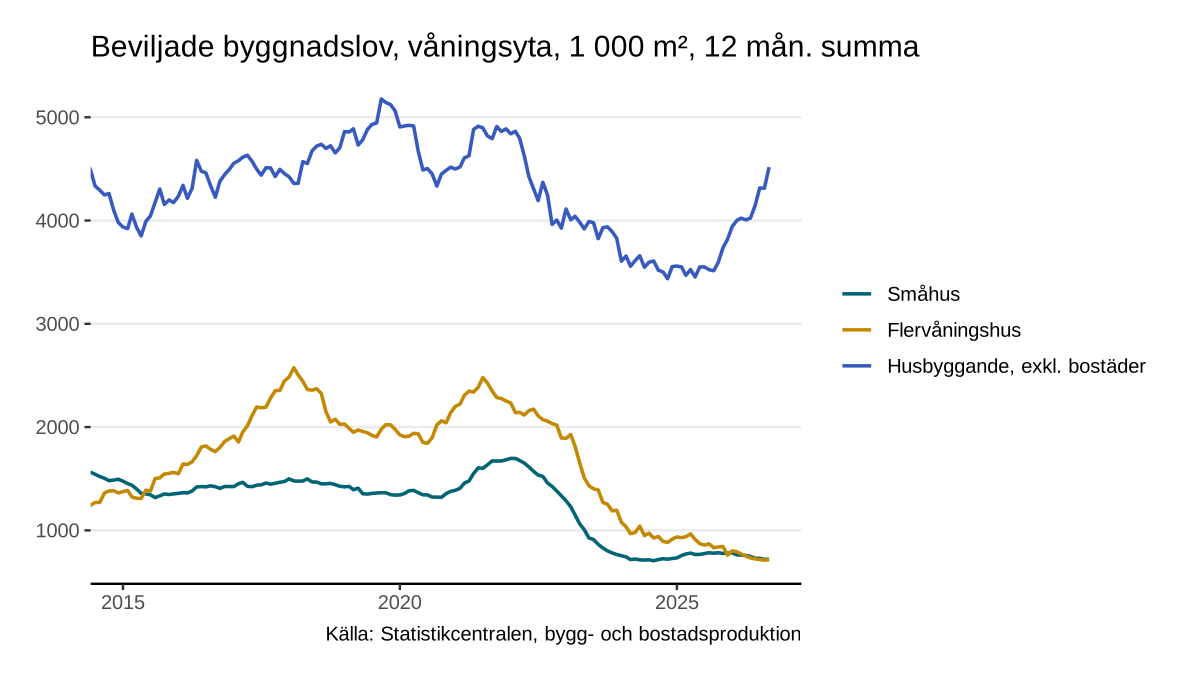 Beviljade byggnadslov, våningsyta, 1 000 m², 12 mån. summa
5000
4000
3000
2000
1000
2015 2020 2025
Småhus
Flervåningshus
Husbyggande, exkl. bostäder
Källa: Statistikcentralen, bygg- och bostadsproduktion